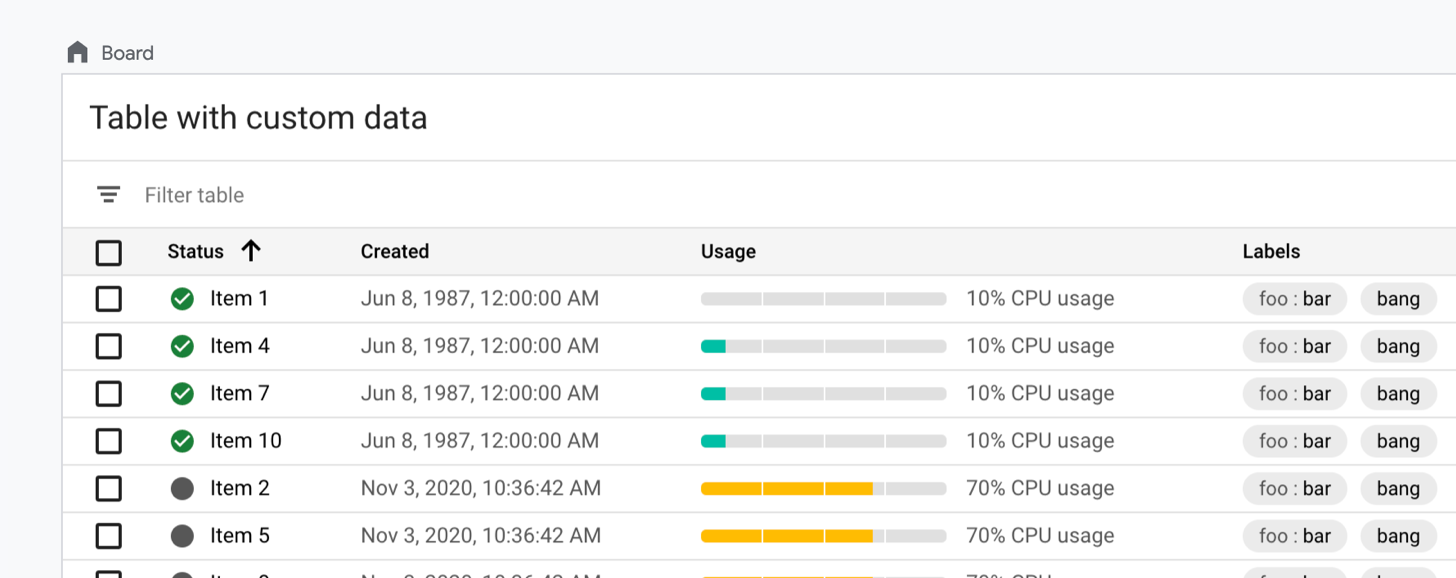 Board
Table with custom data
Filter table
Status Created Usage Labels
Item 1 Jun 8, 1987, 12:00:00 AM 10% CPU usage foo : bar bang
Item 4 Jun 8, 1987, 12:00:00 AM 10% CPU usage foo : bar bang
Item 7 Jun 8, 1987, 12:00:00 AM 10% CPU usage foo : bar bang
Item 10 Jun 8, 1987, 12:00:00 AM 10% CPU usage foo : bar bang
Item 2 Nov 3, 2020, 10:36:42 AM 70% CPU usage foo : bar bang
Item 5 Nov 3, 2020, 10:36:42 AM 70% CPU usage foo : bar bang